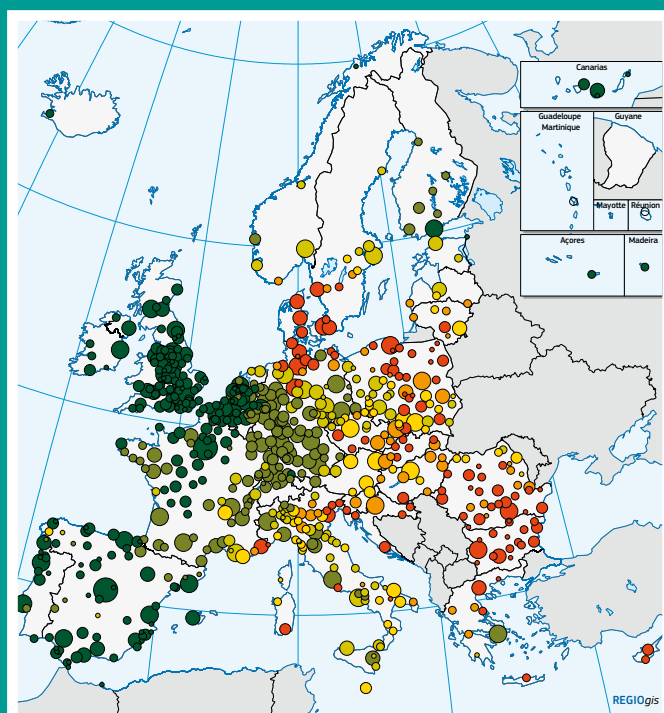 Canarias
Guadeloupe
Martinique
Guyane
Mayotte
Réunion
Açores
Madeira
REGIOgis